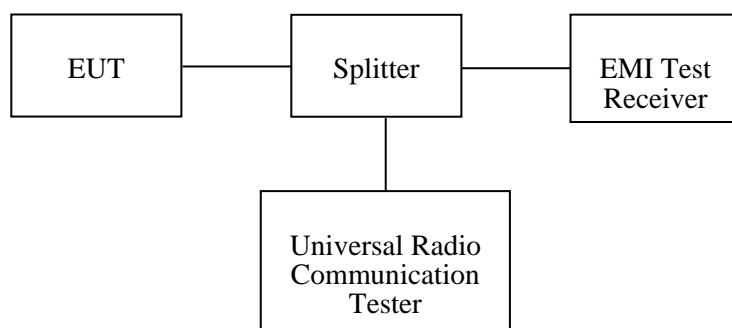 EUT
Splitter
EMI Test
Receiver
Universal Radio
Communication
Tester